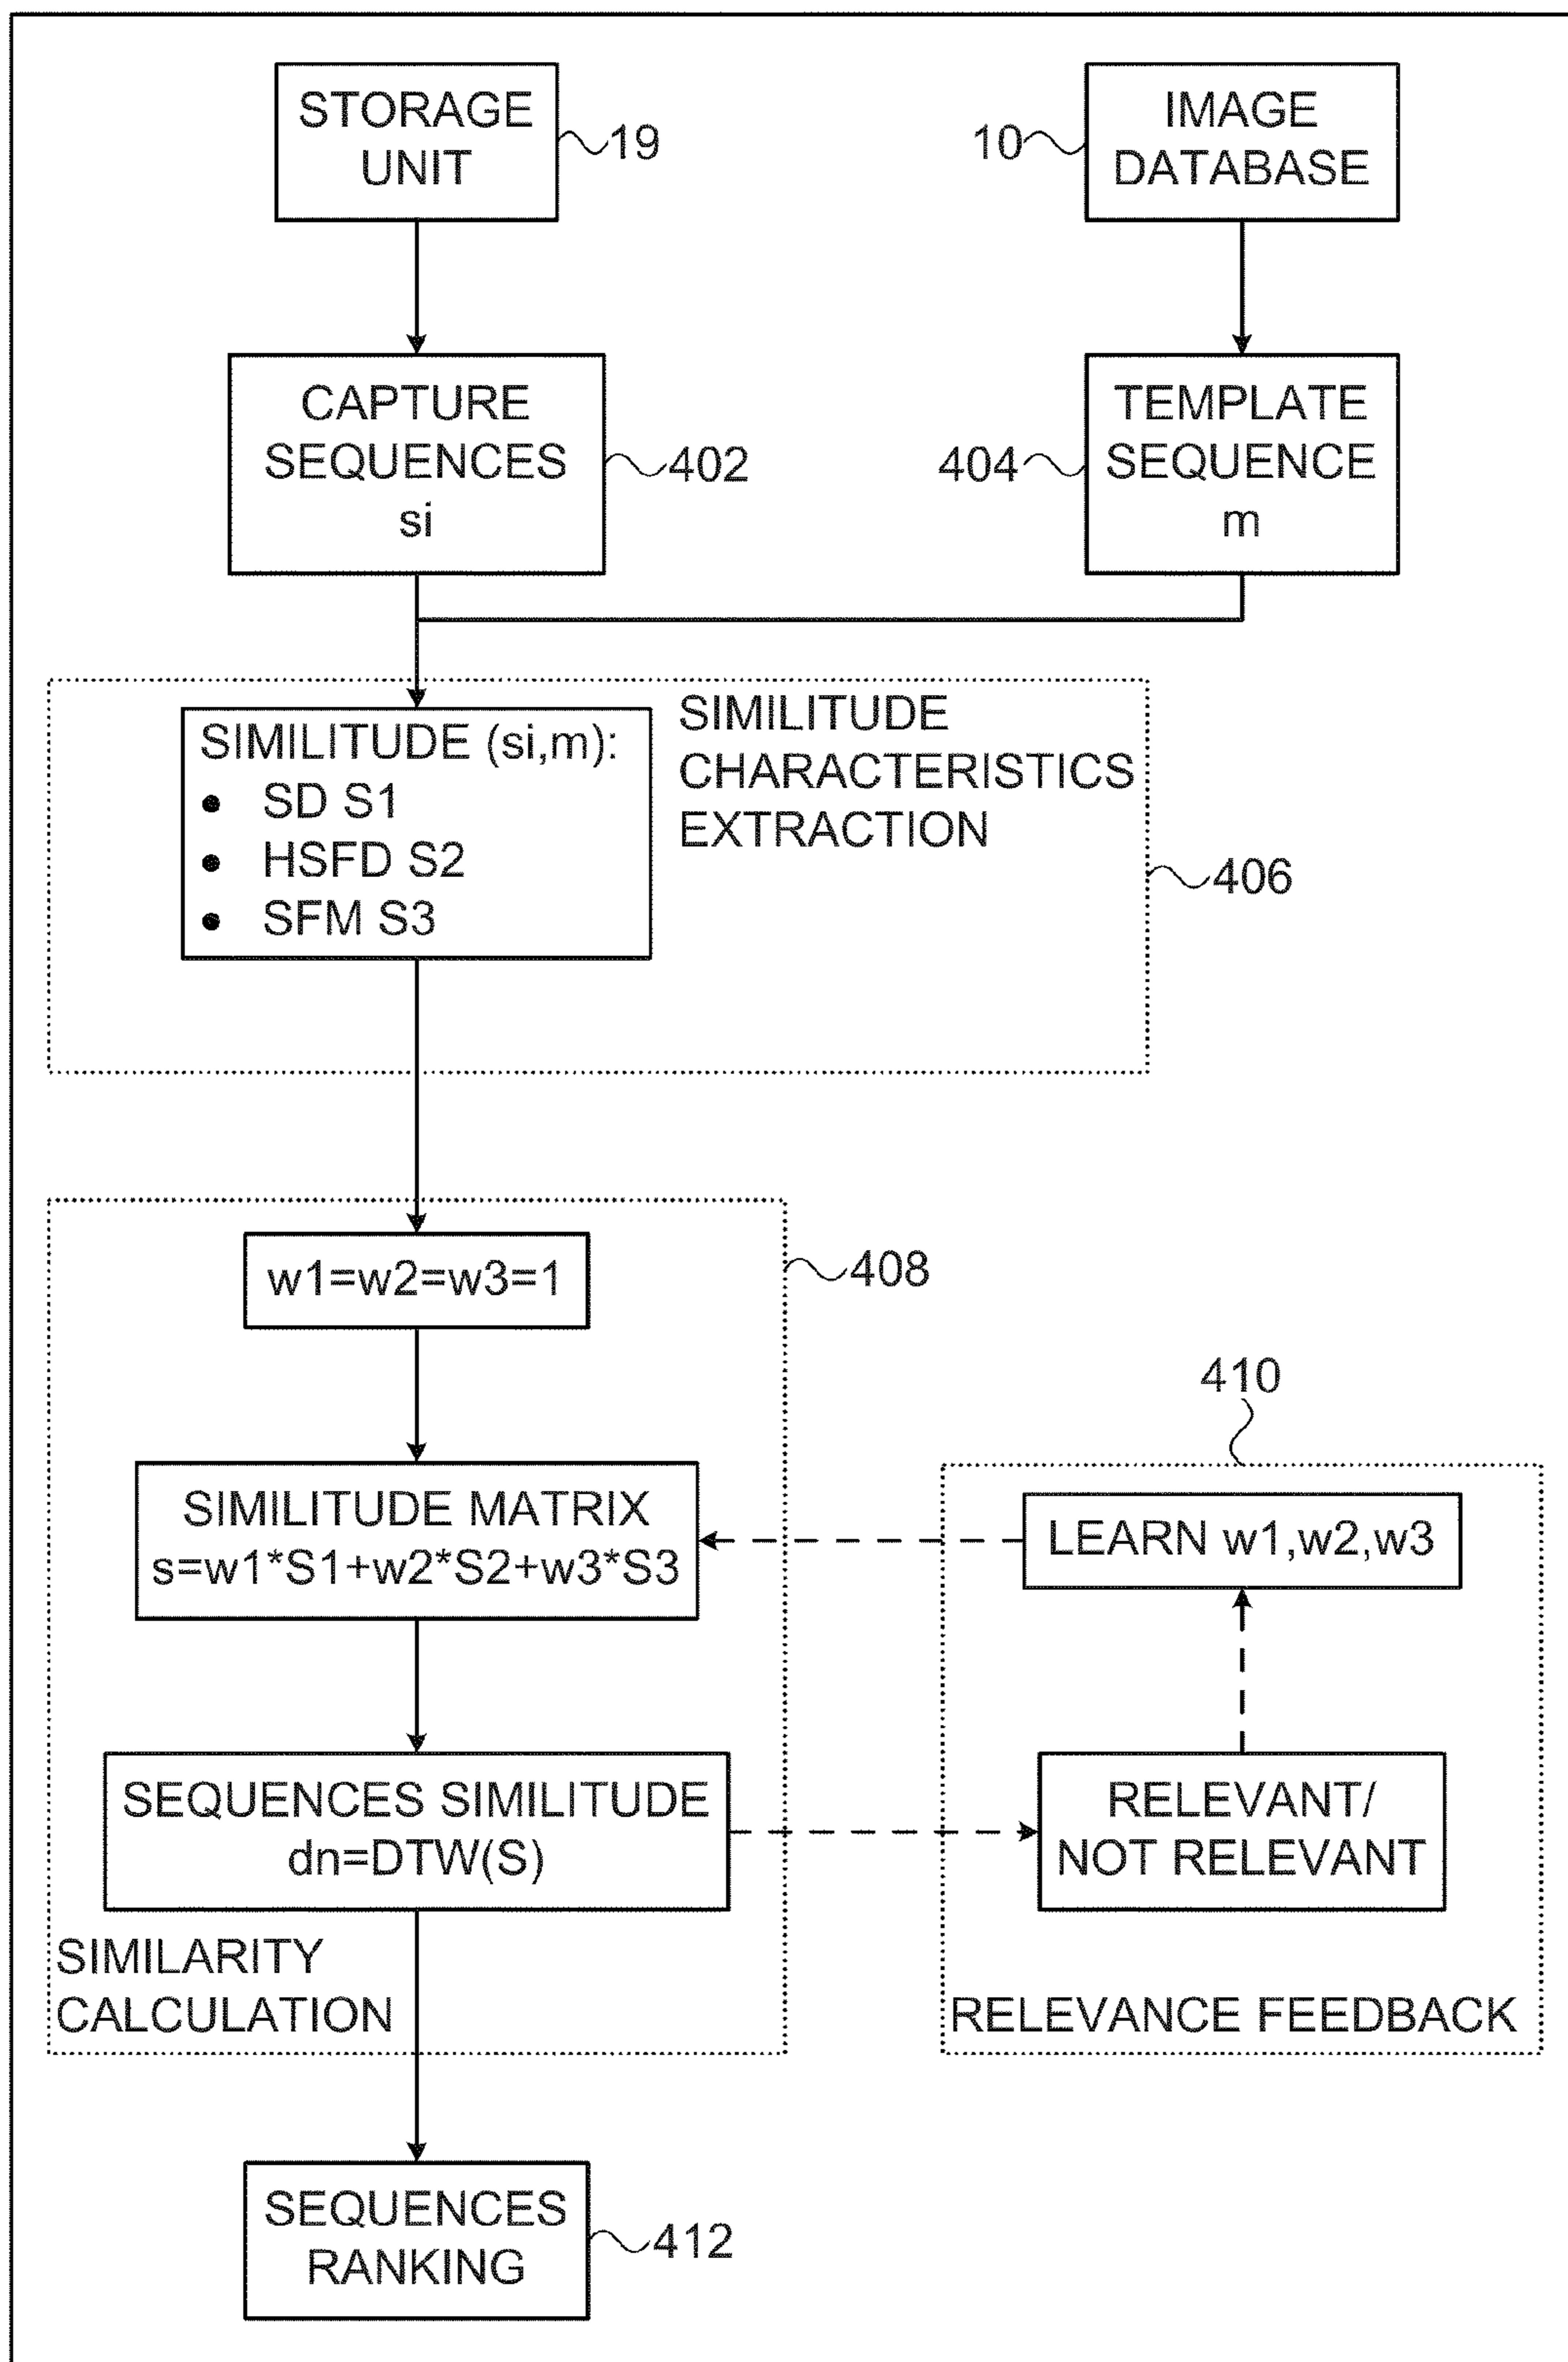 STORAGE
UNIT
19
10
IMAGE
DATABASE
CAPTURE
SEQUENCES
si
402
404
TEMPLATE
SEQUENCE
m
SIMILITUDE (si,m):
• SD S1
• HSFD S2
• SFM S3
SIMILITUDE
CHARACTERISTICS
EXTRACTION
406
w1=w2=w3=1
408
410
SIMILITUDE MATRIX
s=w1*S1+w2*S2+w3*S3
LEARN w1,w2,w3
SEQUENCES SIMILITUDE
dn=DTW(S)
RELEVANT/
NOT RELEVANT
SIMILARITY
CALCULATION
RELEVANCE FEEDBACK
SEQUENCES
RANKING
412